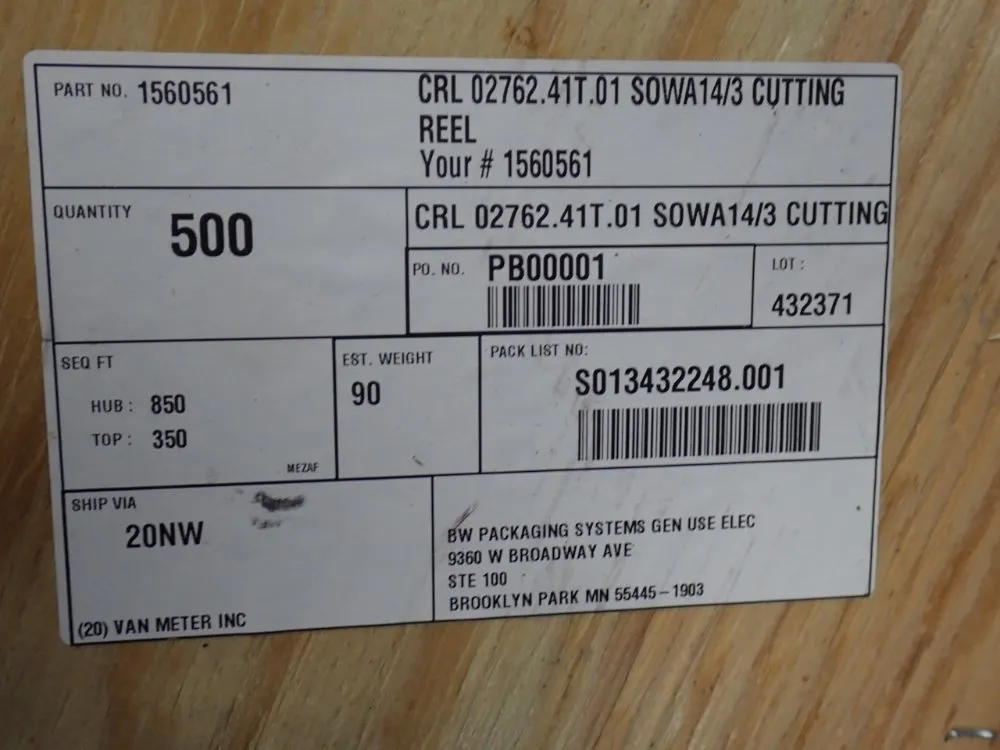 PART NO. 1560561
CRL 02762.41T.01 SOWA14/3 CUTTING
REEL
Your # 1560561
QUANTITY 500
CRL 02762.41T.01 SOWA14/3 CUTTING
PO. NO. PB00001
LOT :
432371
SEQ FT
HUB : 850
TOP : 350
MEZAF
EST. WEIGHT
90
PACK LIST NO:
S013432248.001
SHIP VIA
20NW
(20) VAN METER INC
BW PACKAGING SYSTEMS GEN USE ELEC
9360 W BROADWAY AVE
STE 100
BROOKLYN PARK MN 55445-1903